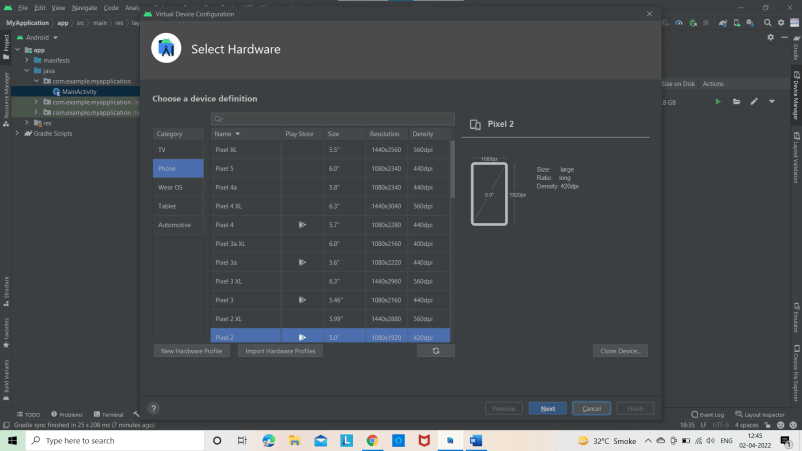 File Edit View Navigate Code
Virtual Device Configuration
MyApplication app src main res
Android
app
manifests
java
com.example.myapplication
MainActivity
com.example.myapplication
com.example.myapplication
res
Gradle Scripts
Project
Resource Manager
Structure
Favorites
Build Variants
Select Hardware
Choose a device definition
Category
TV
Phone
Wear OS
Tablet
Automotive
Name Play Store Size Resolution Density
Pixel XL 5.5" 1440x2560 560dpi
Pixel 5 6.0" 1080x2340 440dpi
Pixel 4a 5.8" 1080x2340 440dpi
Pixel 4 XL 6.3" 1440x3040 560dpi
Pixel 4 5.7" 1080x2280 440dpi
Pixel 3a XL 6.0" 1080x2160 400dpi
Pixel 3a 5.6" 1080x2220 440dpi
Pixel 3 XL 6.3" 1440x2960 560dpi
Pixel 3 5.46" 1080x2160 440dpi
Pixel 2 XL 5.99" 1440x2880 560dpi
Pixel 2 5.0" 1080x1920 420dpi
New Hardware Profile
Import Hardware Profiles
Pixel 2
1080px
5.0"
1920px
Size: large
Ratio: long
Density: 420dpi
Clone Device...
? Previous Next Cancel Finish
Size on Disk Actions
GB
Gradle
Device Manager
Layout Validation
Emulator
Device File Explorer
TODO Problems Terminal
Event Log Layout Inspector
Gradle sync finished in 25 s 208 ms (7 minutes ago)
18:35 LF UTF-8 4 spaces
Type here to search
32°C Smoke
ENG
12:45
02-04-2022